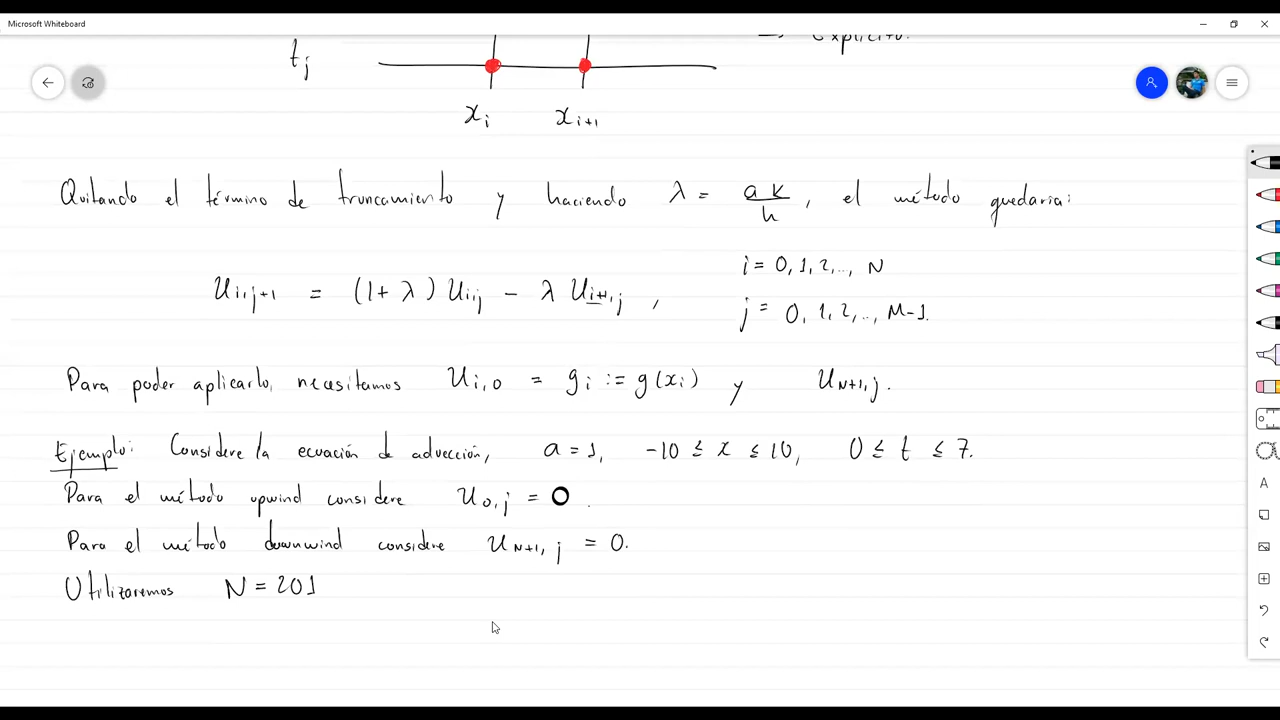 Microsoft Whiteboard
t_j
→ Explícito.
x_i x_{i+1}
Quitando el término de truncamiento y haciendo λ = ak/h, el método quedaria:
i = 0, 1, 2, .., N
u_{i,j+1} = (1 + λ) u_{i,j} - λ u_{i+1,j},
j = 0, 1, 2, .., M-1.
Para poder aplicarlo, necesitamos u_{i,0} = g_i := g(x_i) y u_{N+1,j}.
Ejemplo: Considere la ecuación de advección, a = 1, -10 ≤ x ≤ 10, 0 ≤ t ≤ 7.
Para el método upwind considere u_{0,j} = 0.
Para el método downwind considere u_{N+1,j} = 0.
Utilizaremos N = 201
A